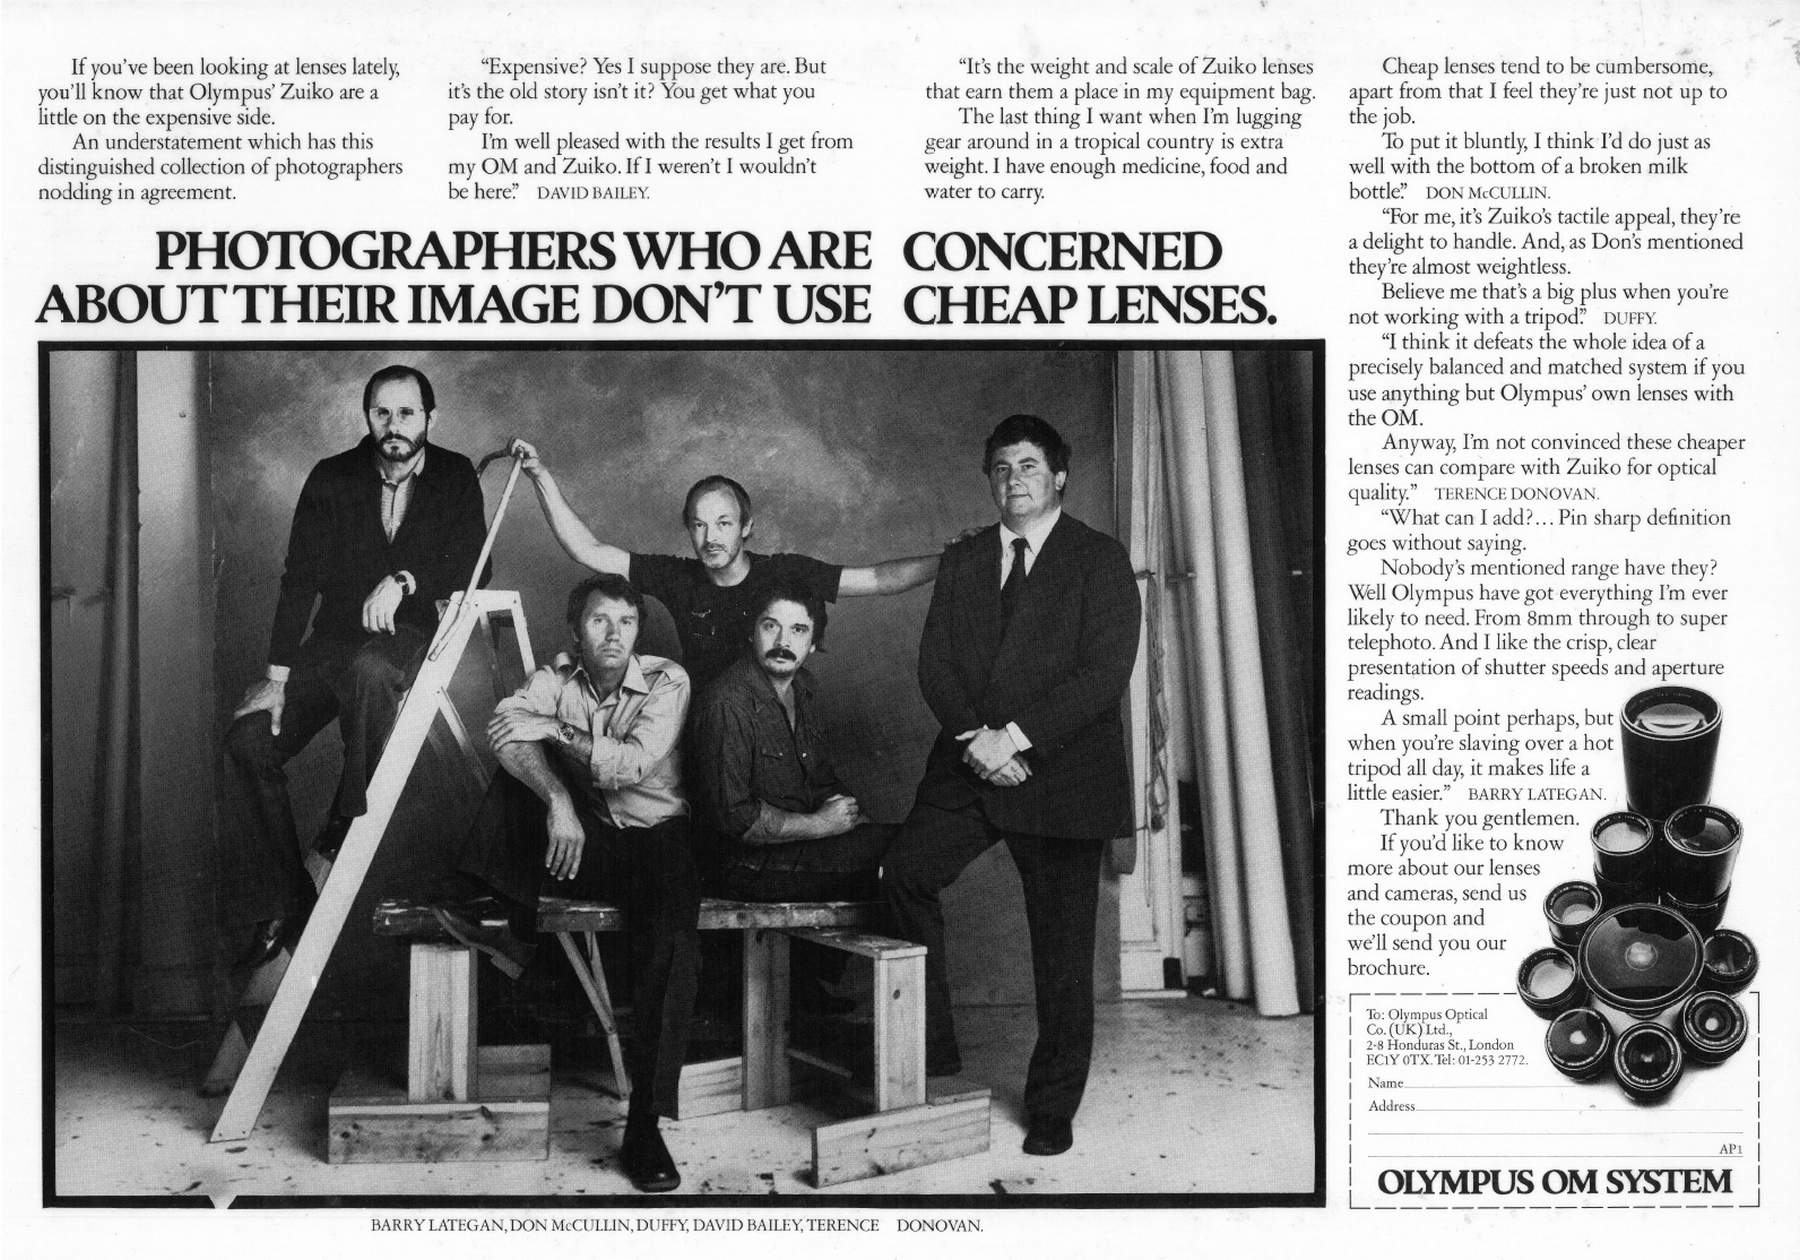 If you've been looking at lenses lately,
you'll know that Olympus' Zuiko are a
little on the expensive side.
An understatement which has this
distinguished collection of photographers
nodding in agreement.
"Expensive? Yes I suppose they are. But
it's the old story isn't it? You get what you
pay for.
I'm well pleased with the results I get from
my OM and Zuiko. If I weren't I wouldn't
be here." DAVID BAILEY.
"It's the weight and scale of Zuiko lenses
that earn them a place in my equipment bag.
The last thing I want when I'm lugging
gear around in a tropical country is extra
weight. I have enough medicine, food and
water to carry.
PHOTOGRAPHERS WHO ARE CONCERNED
ABOUT THEIR IMAGE DON'T USE CHEAP LENSES.
Cheap lenses tend to be cumbersome,
apart from that I feel they're just not up to
the job.
To put it bluntly, I think I'd do just as
well with the bottom of a broken milk
bottle." DON McCULLIN.
"For me, it's Zuiko's tactile appeal, they're
a delight to handle. And, as Don's mentioned
they're almost weightless.
Believe me that's a big plus when you're
not working with a tripod." DUFFY.
"I think it defeats the whole idea of a
precisely balanced and matched system if you
use anything but Olympus' own lenses with
the OM.
Anyway, I'm not convinced these cheaper
lenses can compare with Zuiko for optical
quality." TERENCE DONOVAN.
"What can I add?... Pin sharp definition
goes without saying.
Nobody's mentioned range have they?
Well Olympus have got everything I'm ever
likely to need. From 8mm through to super
telephoto. And I like the crisp, clear
presentation of shutter speeds and aperture
readings.
A small point perhaps, but
when you're slaving over a hot
tripod all day, it makes life a
little easier." BARRY LATEGAN.
Thank you gentlemen.
If you'd like to know
more about our lenses
and cameras, send us
the coupon and
we'll send you our
brochure.
To: Olympus Optical
Co. (UK) Ltd.,
2-8 Honduras St., London
EC1Y 0TX. Tel: 01-253 2772.
Name
Address
AP1
OLYMPUS OM SYSTEM
BARRY LATEGAN, DON McCULLIN, DUFFY, DAVID BAILEY, TERENCE DONOVAN.